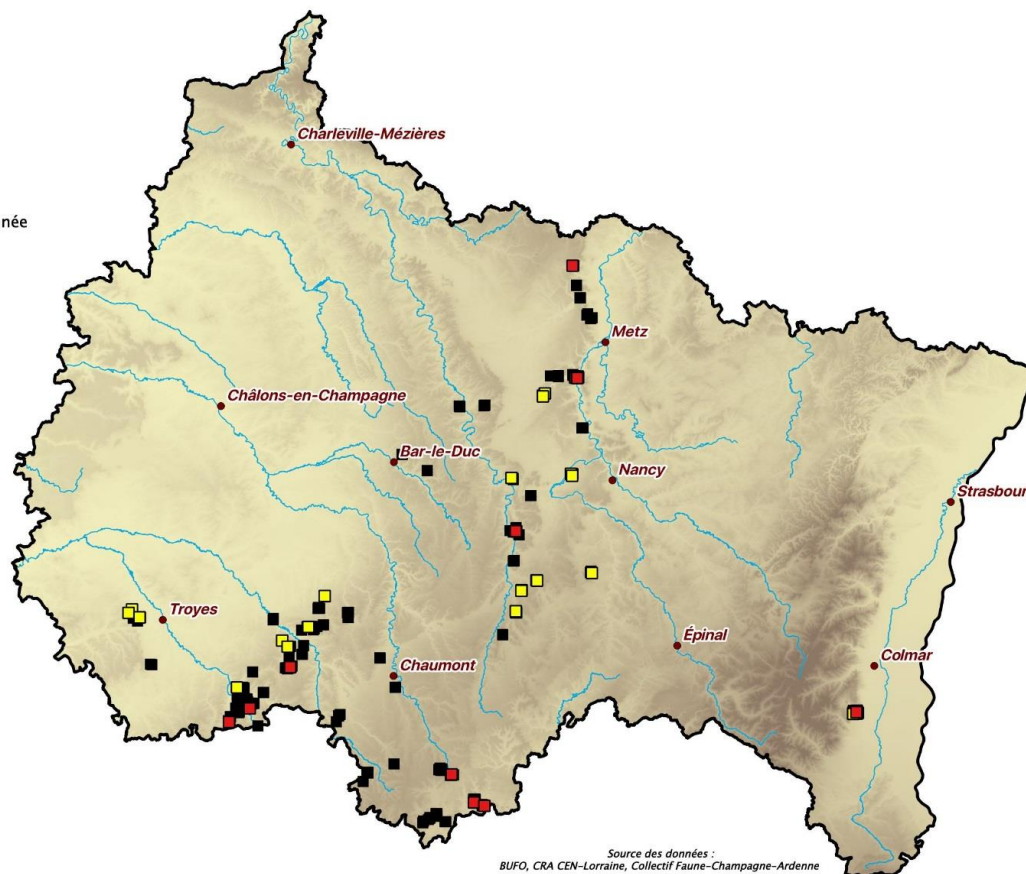 Charleville-Mézières
née
Metz
Châlons-en-Champagne
Bar-le-Duc
Nancy
Strasbour
Troyes
Épinal
Colmar
Chaumont
Source des données :
BUFO, CRA CEN-Lorraine, Collectif Faune-Champagne-Ardenne